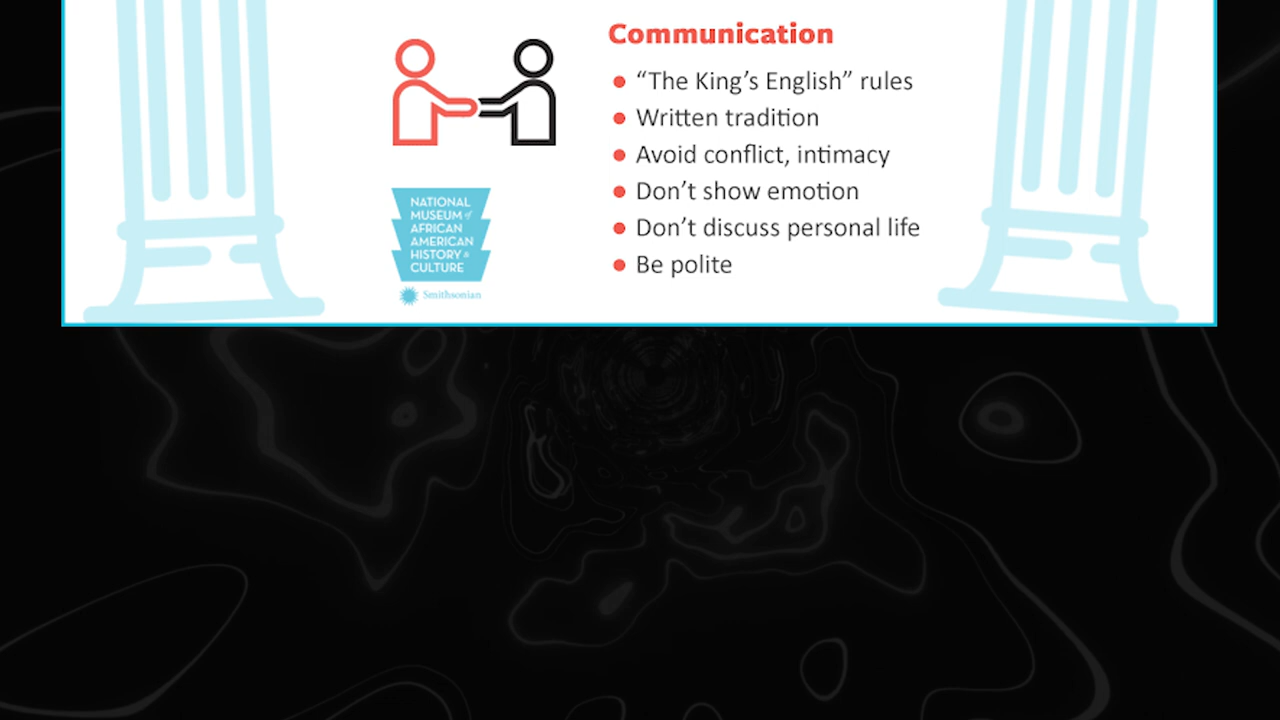 Communication
“The King’s English” rules
Written tradition
Avoid conflict, intimacy
Don’t show emotion
Don’t discuss personal life
Be polite
NATIONAL
MUSEUM of
AFRICAN
AMERICAN
HISTORY &
CULTURE
Smithsonian